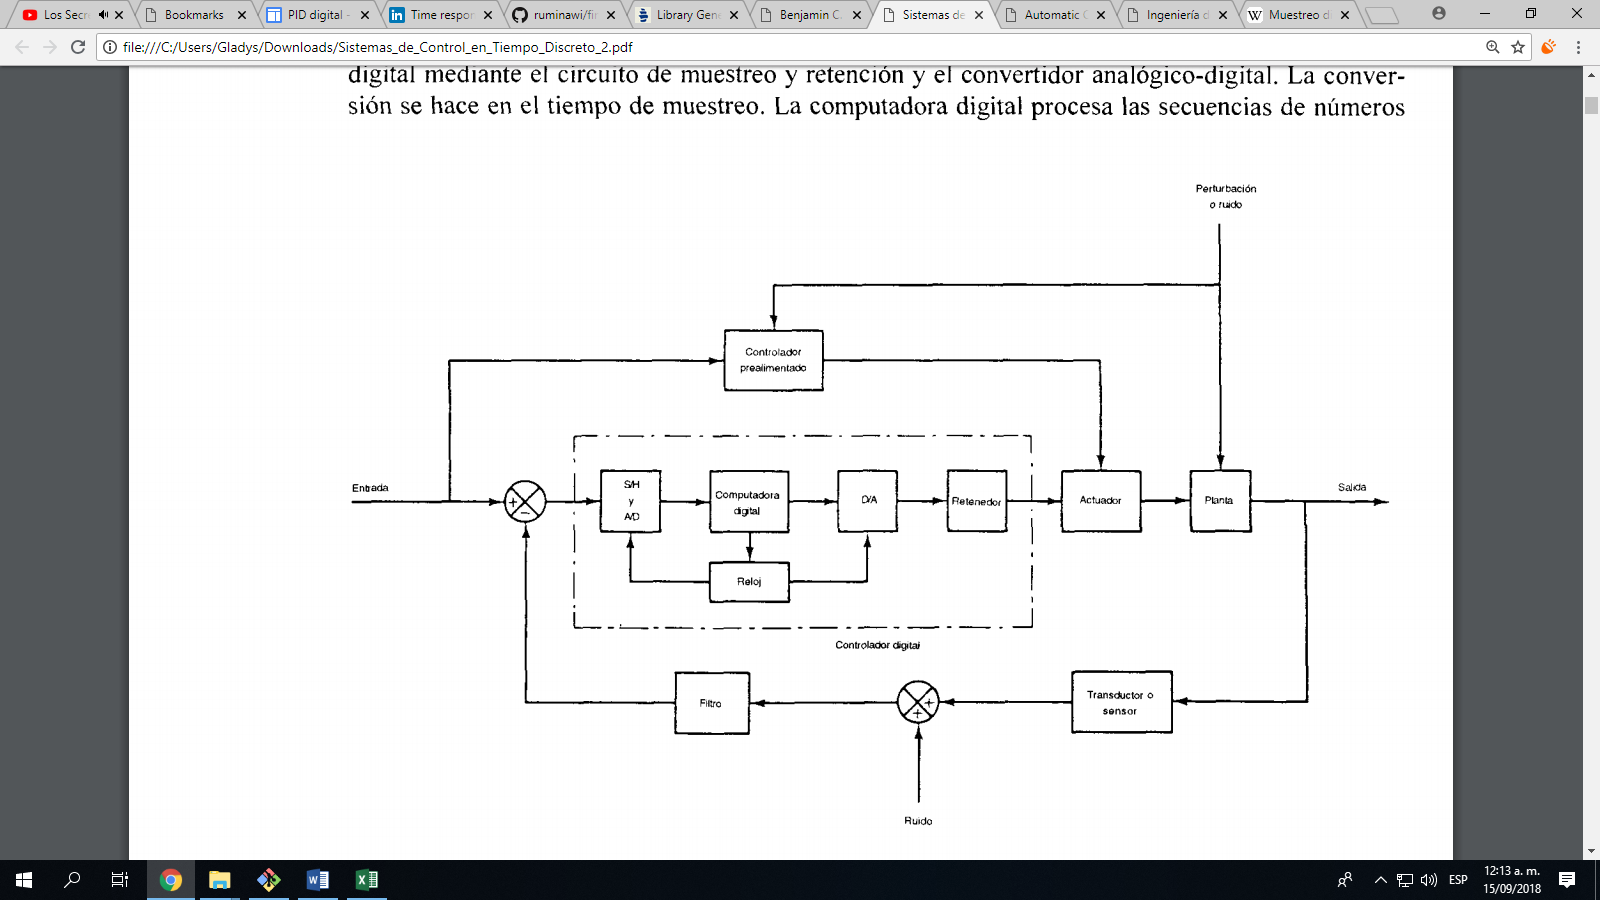 Los Secr
Bookmarks
PID digital -
Time respor
ruminawi/fir
Library Gene
Benjamin C.
Sistemas de
Automatic C
Ingeniería d
Muestreo d
file:///C:/Users/Gladys/Downloads/Sistemas_de_Control_en_Tiempo_Discreto_2.pdf
digital mediante el circuito de muestreo y retención y el convertidor analógico-digital. La conver-
sión se hace en el tiempo de muestreo. La computadora digital procesa las secuencias de números
Perturbación
o ruido
Controlador
prealimentado
Entrada
+
−
S/H
y
A/D
Computadora
digital
D/A
Retenedor
Actuador
Planta
Salida
Reloj
Controlador digital
Filtro
+
+
Transductor o
sensor
Ruido
ESP
12:13 a. m.
15/09/2018